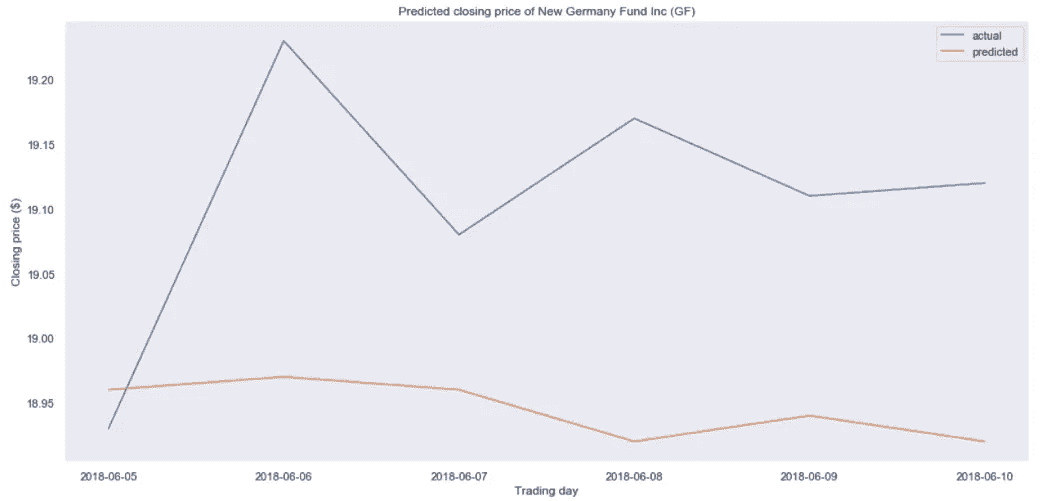 Predicted closing price of New Germany Fund Inc (GF)
actual
predicted
19.20
19.15
19.10
19.05
19.00
18.95
Closing price ($)
2018-06-05 2018-06-06 2018-06-07 2018-06-08 2018-06-09 2018-06-10
Trading day